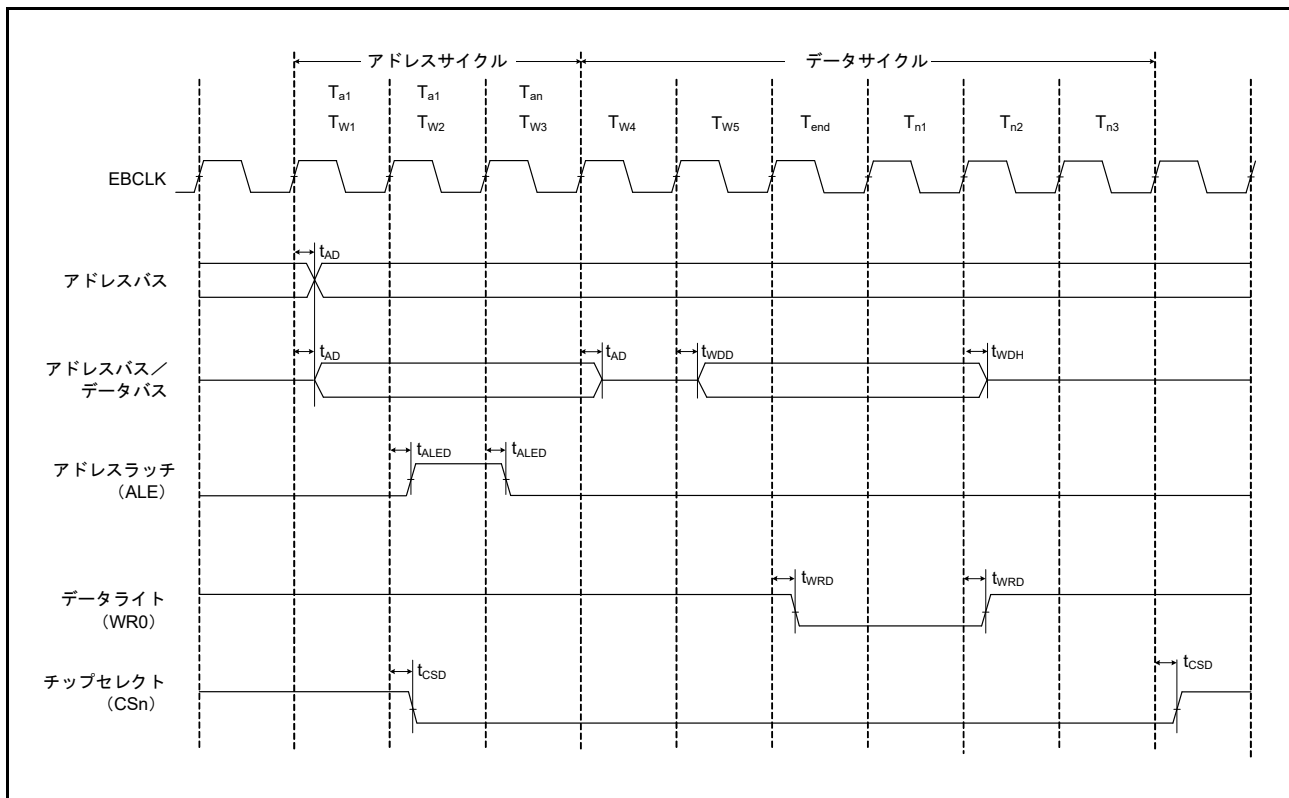 アドレスサイクル データサイクル
Ta1 Ta1 Tan
TW1 TW2 TW3 TW4 TW5 Tend Tn1 Tn2 Tn3
EBCLK
tAD
アドレスバス
tAD tAD tWDD tWDH
アドレスバス／
データバス
tALED tALED
アドレスラッチ
（ALE）
tWRD tWRD
データライト
（WR0）
tCSD tCSD
チップセレクト
（CSn）